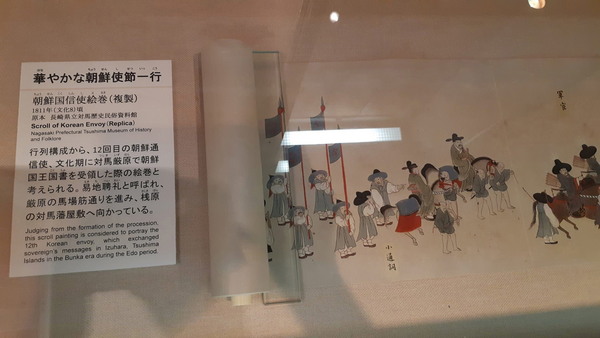 華やかな朝鮮使節一行
朝鮮国信使絵巻(複製)
1811年(文化8)頃
原本 長崎県立対馬歴史民俗資料館
Scroll of Korean Envoy (Replica)
Nagasaki Prefectural Tsushima Museum of History
and Folklore
行列構成から、12回目の朝鮮通
信使、文化期に対馬厳原で朝鮮
国王国書を受領した際の絵巻と
考えられる。易地聘礼と呼ばれ、
厳原の馬場筋通りを進み、桟原
の対馬藩屋敷へ向かっている。
Judging from the formation of the procession,
this scroll painting is considered to portray the
12th Korean envoy, which exchanged
sovereign's messages in Izuhara, Tsushima
Islands in the Bunka era during the Edo period.
小通詞
軍官